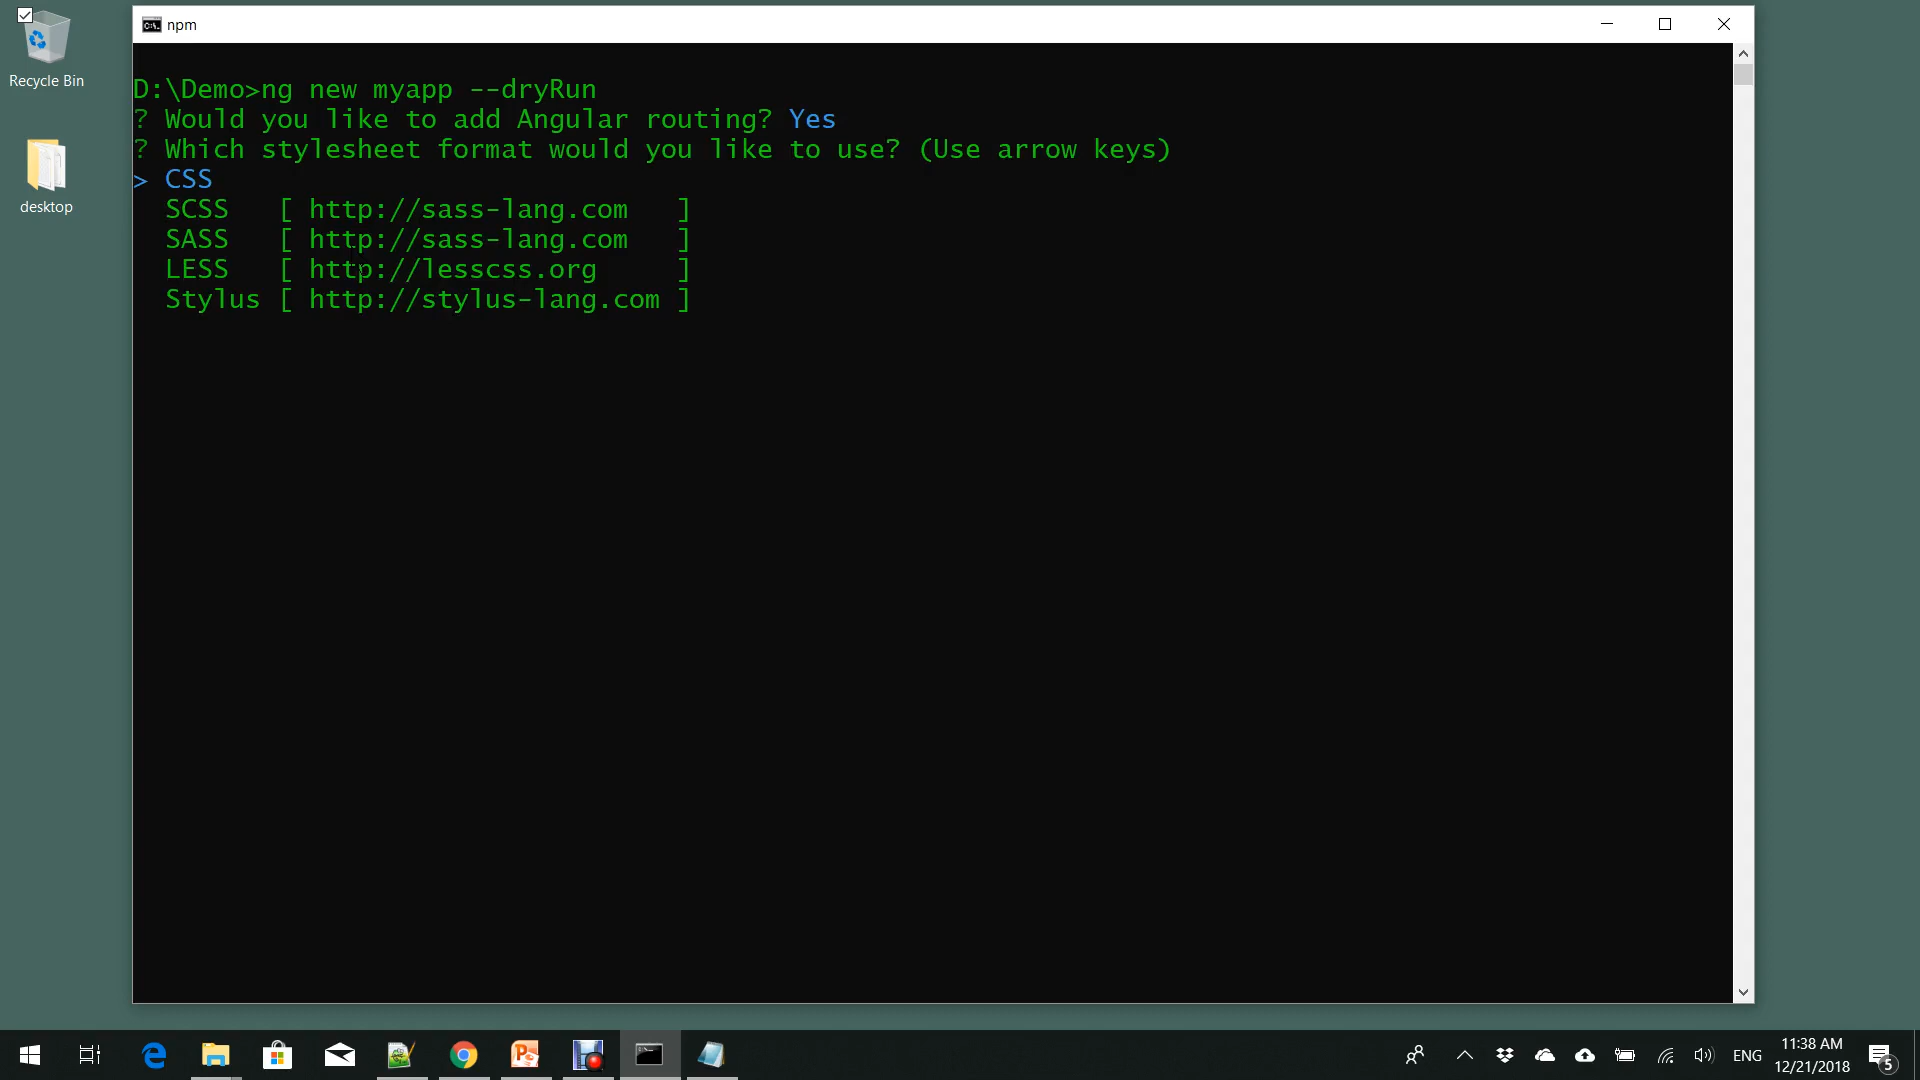 npm
Recycle Bin
desktop
D:\Demo>ng new myapp --dryRun
? Would you like to add Angular routing? Yes
? Which stylesheet format would you like to use? (Use arrow keys)
> CSS
SCSS   [ http://sass-lang.com   ]
SASS   [ http://sass-lang.com   ]
LESS   [ http://lesscss.org     ]
Stylus [ http://stylus-lang.com ]
ENG
11:38 AM
12/21/2018
5